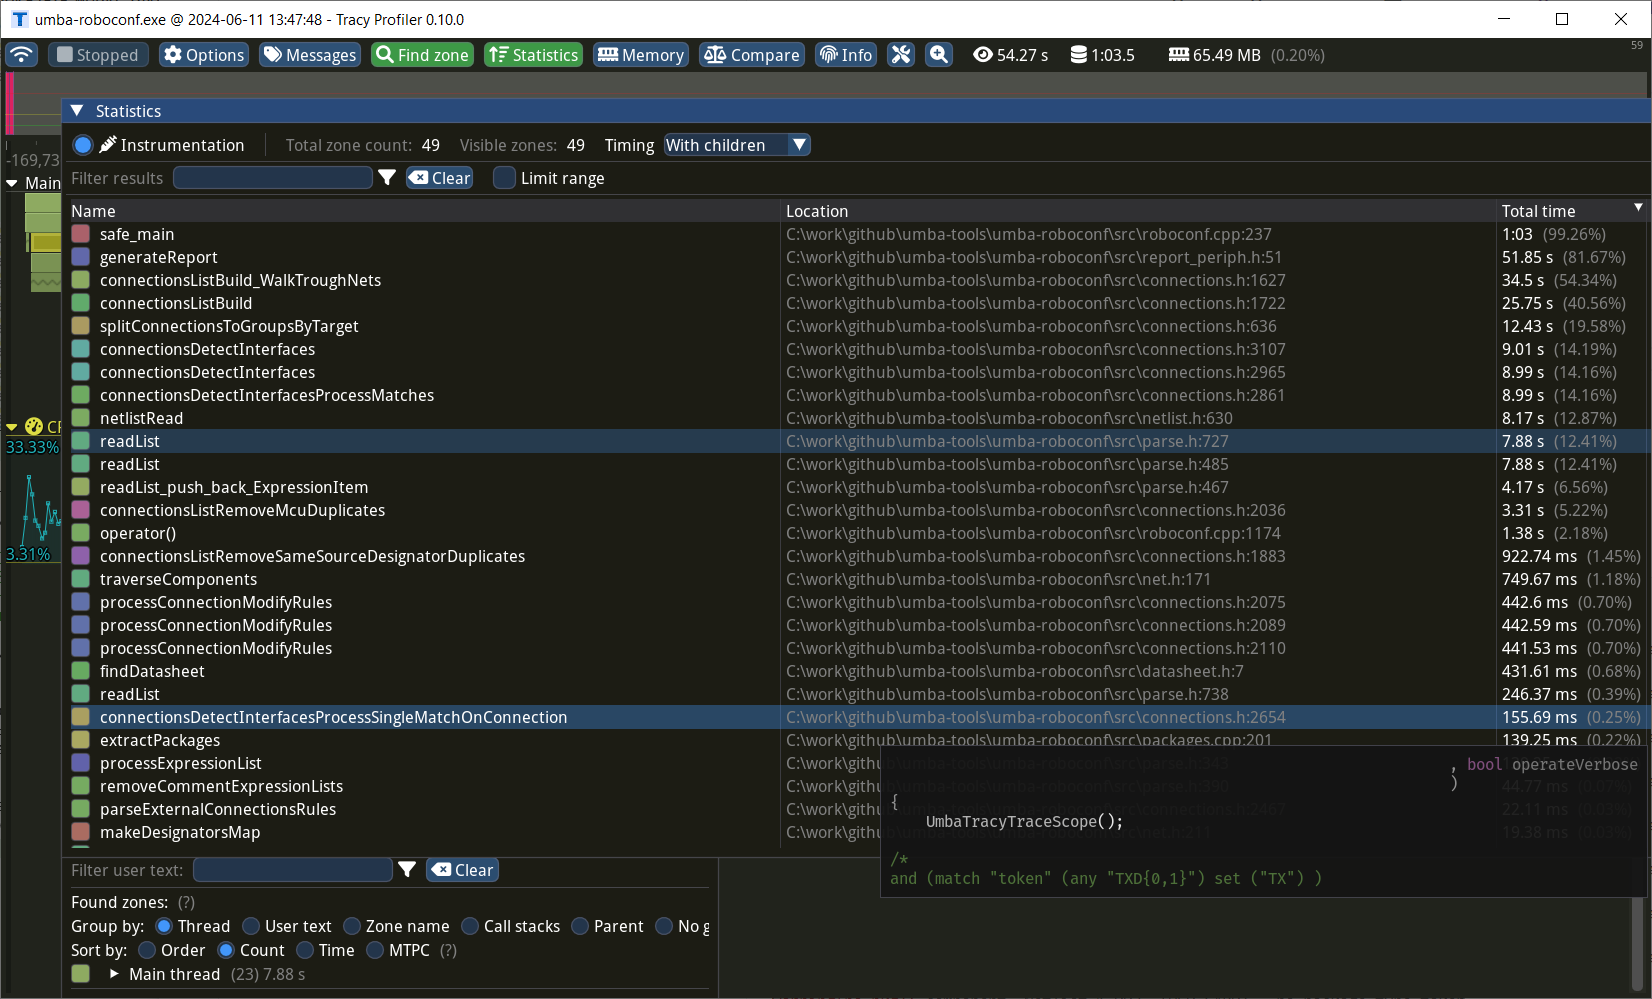 umba-roboconf.exe @ 2024-06-11 13:47:48 - Tracy Profiler 0.10.0
Stopped Options Messages Find zone Statistics Memory Compare Info 54.27 s 1:03.5 65.49 MB (0.20%) 59
Statistics
Instrumentation Total zone count: 49 Visible zones: 49 Timing With children
-169,73
Filter results Clear Limit range
Main
Name Location Total time
safe_main C:\work\github\umba-tools\umba-roboconf\src\roboconf.cpp:237 1:03 (99.26%)
generateReport C:\work\github\umba-tools\umba-roboconf\src\report_periph.h:51 51.85 s (81.67%)
connectionsListBuild_WalkTroughNets C:\work\github\umba-tools\umba-roboconf\src\connections.h:1627 34.5 s (54.34%)
connectionsListBuild C:\work\github\umba-tools\umba-roboconf\src\connections.h:1722 25.75 s (40.56%)
splitConnectionsToGroupsByTarget C:\work\github\umba-tools\umba-roboconf\src\connections.h:636 12.43 s (19.58%)
connectionsDetectInterfaces C:\work\github\umba-tools\umba-roboconf\src\connections.h:3107 9.01 s (14.19%)
connectionsDetectInterfaces C:\work\github\umba-tools\umba-roboconf\src\connections.h:2965 8.99 s (14.16%)
connectionsDetectInterfacesProcessMatches C:\work\github\umba-tools\umba-roboconf\src\connections.h:2861 8.99 s (14.16%)
netlistRead C:\work\github\umba-tools\umba-roboconf\src\netlist.h:630 8.17 s (12.87%)
33.33%
readList C:\work\github\umba-tools\umba-roboconf\src\parse.h:727 7.88 s (12.41%)
readList C:\work\github\umba-tools\umba-roboconf\src\parse.h:485 7.88 s (12.41%)
readList_push_back_ExpressionItem C:\work\github\umba-tools\umba-roboconf\src\parse.h:467 4.17 s (6.56%)
connectionsListRemoveMcuDuplicates C:\work\github\umba-tools\umba-roboconf\src\connections.h:2036 3.31 s (5.22%)
operator() C:\work\github\umba-tools\umba-roboconf\src\roboconf.cpp:1174 1.38 s (2.18%)
3.31%
connectionsListRemoveSameSourceDesignatorDuplicates C:\work\github\umba-tools\umba-roboconf\src\connections.h:1883 922.74 ms (1.45%)
traverseComponents C:\work\github\umba-tools\umba-roboconf\src\net.h:171 749.67 ms (1.18%)
processConnectionModifyRules C:\work\github\umba-tools\umba-roboconf\src\connections.h:2075 442.6 ms (0.70%)
processConnectionModifyRules C:\work\github\umba-tools\umba-roboconf\src\connections.h:2089 442.59 ms (0.70%)
processConnectionModifyRules C:\work\github\umba-tools\umba-roboconf\src\connections.h:2110 441.53 ms (0.70%)
findDatasheet C:\work\github\umba-tools\umba-roboconf\src\datasheet.h:7 431.61 ms (0.68%)
readList C:\work\github\umba-tools\umba-roboconf\src\parse.h:738 246.37 ms (0.39%)
connectionsDetectInterfacesProcessSingleMatchOnConnection C:\work\github\umba-tools\umba-roboconf\src\connections.h:2654 155.69 ms (0.25%)
extractPackages C:\work\github\umba-tools\umba-roboconf\src\packages.cpp:201 139.25 ms (0.22%)
processExpressionList C:\work\github
removeCommentExpressionLists C:\work\github 44.77 ms
parseExternalConnectionsRules C:\work\github 22.11 ms
makeDesignatorsMap C:\work\github 19.38 ms
, bool operateVerbose
)
{
UmbaTracyTraceScope();
/*
and (match "token" (any "TXD{0,1}") set ("TX") )
Filter user text: Clear
Found zones: (?)
Group by: Thread User text Zone name Call stacks Parent No g
Sort by: Order Count Time MTPC (?)
Main thread (23) 7.88 s